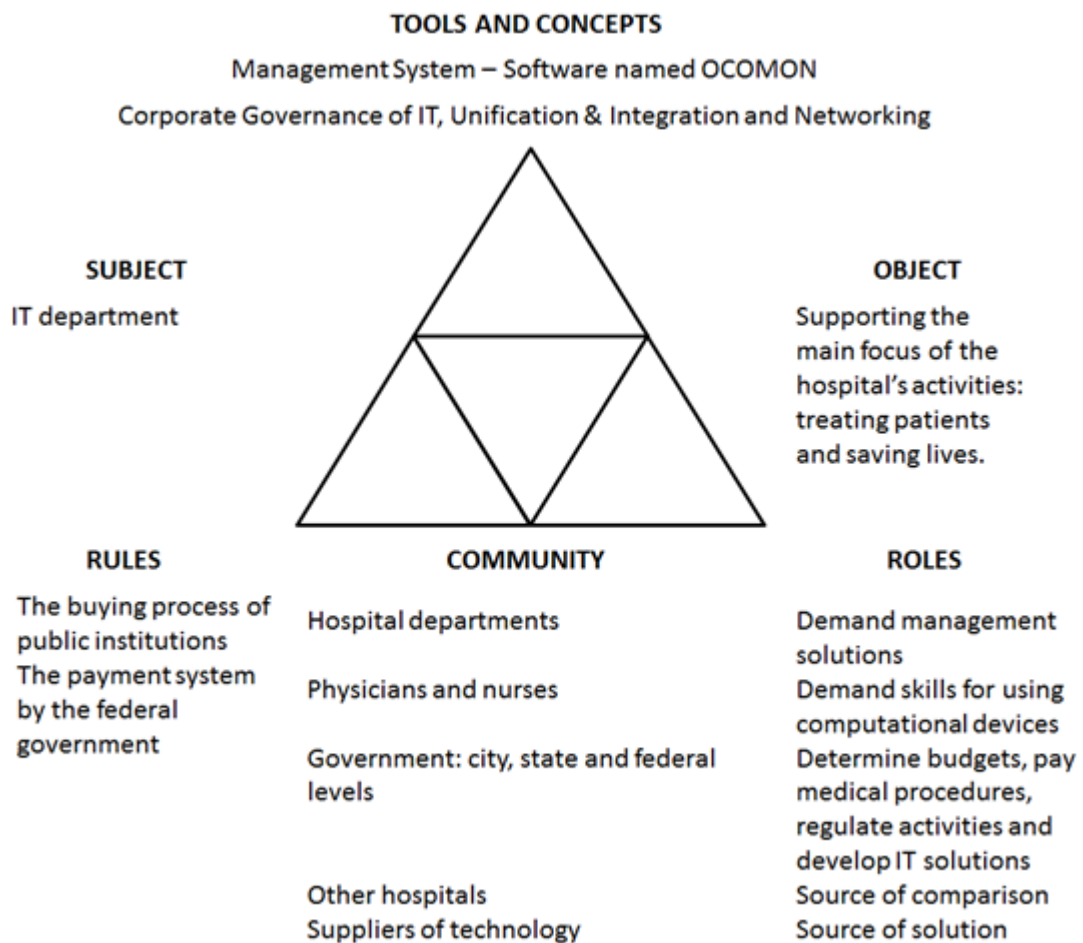 TOOLS AND CONCEPTS
Management System – Software named OCOMON
Corporate Governance of IT, Unification & Integration and Networking
SUBJECT
IT department
OBJECT
Supporting the
main focus of the
hospital’s activities:
treating patients
and saving lives.
RULES
The buying process of
public institutions
The payment system
by the federal
government
COMMUNITY
Hospital departments
Physicians and nurses
Government: city, state and federal
levels
Other hospitals
Suppliers of technology
ROLES
Demand management
solutions
Demand skills for using
computational devices
Determine budgets, pay
medical procedures,
regulate activities and
develop IT solutions
Source of comparison
Source of solution